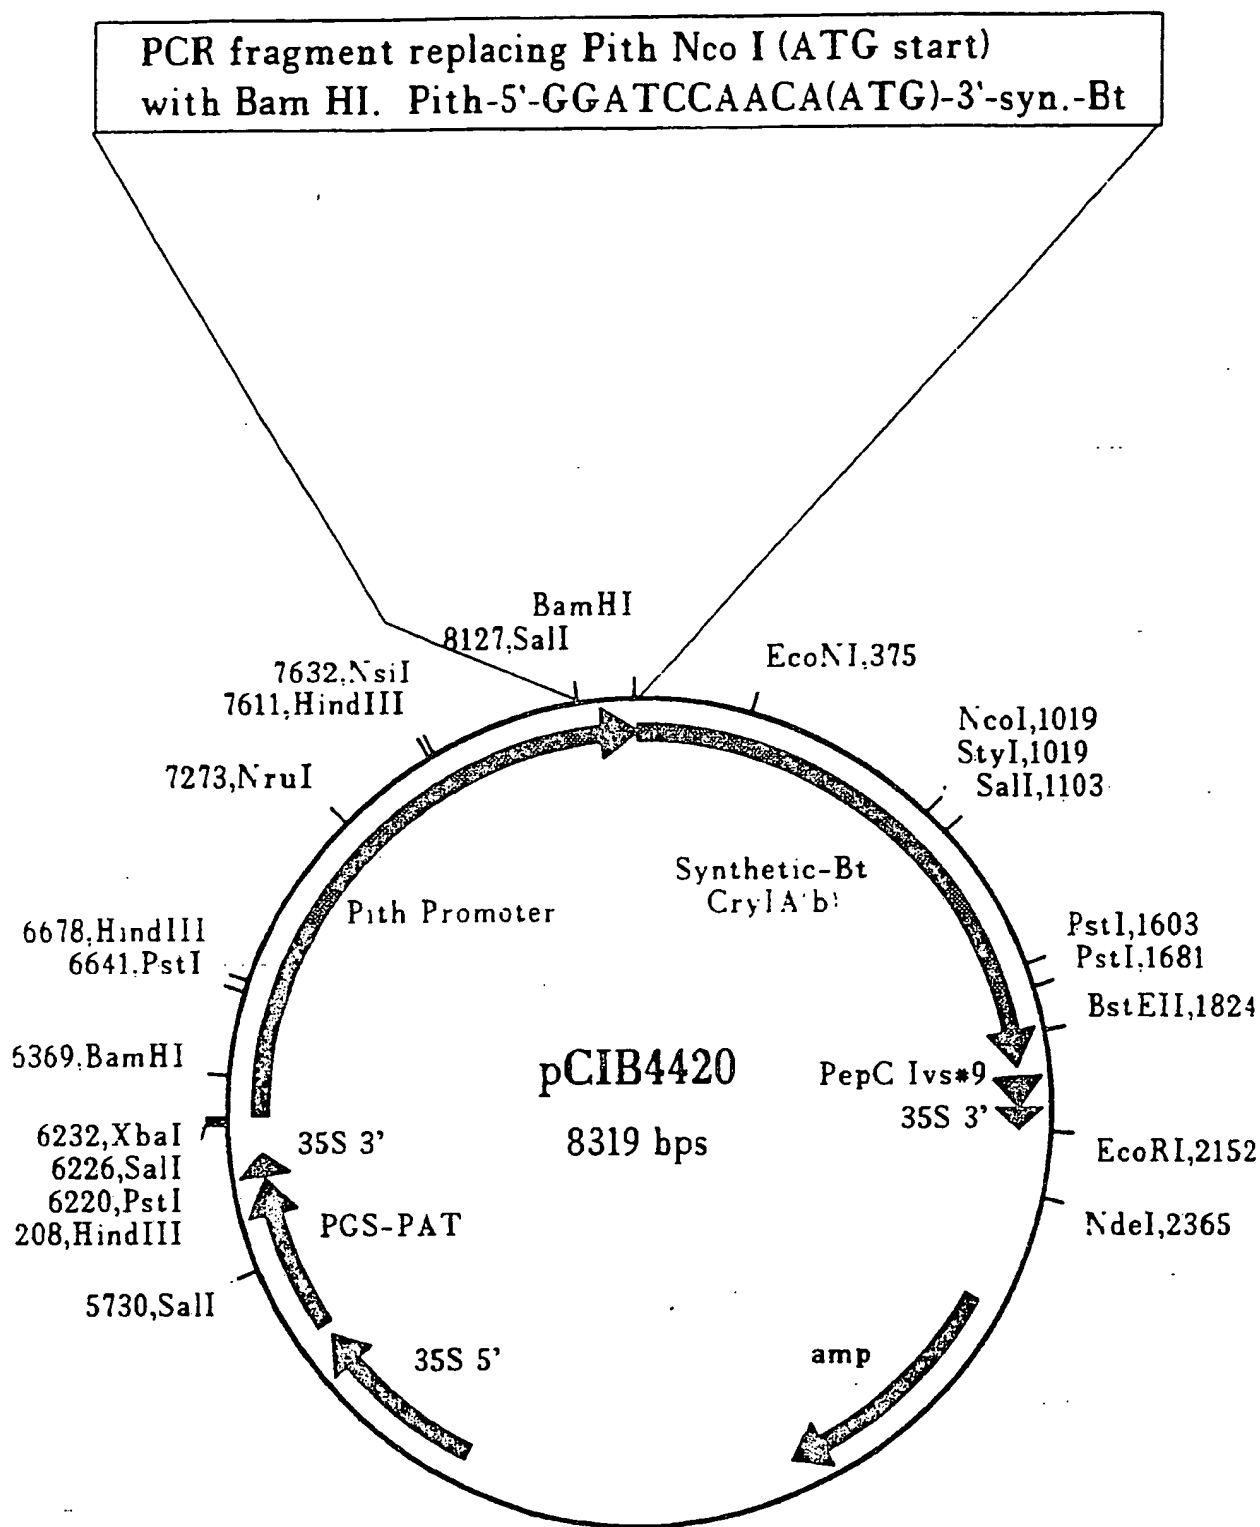 PCR fragment replacing Pith Nco I (ATG start)
with Bam HI. Pith-5'-GGATCCAACA(ATG)-3'-syn.-Bt
BamHI
8127,SalI
EcoNI,375
7632,NsiI
7611,HindIII
NcoI,1019
StyI,1019
SalI,1103
7273,NruI
Synthetic-Bt
CryIA(b)
Pith Promoter
6678,HindIII
6641,PstI
PstI,1603
PstI,1681
BstEII,1824
6369,BamHI
pCIB4420
8319 bps
PepC Ivs#9
35S 3'
6232,XbaI
6226,SalI
6220,PstI
208,HindIII
35S 3'
EcoRI,2152
PGS-PAT
NdeI,2365
5730,SalI
35S 5'
amp